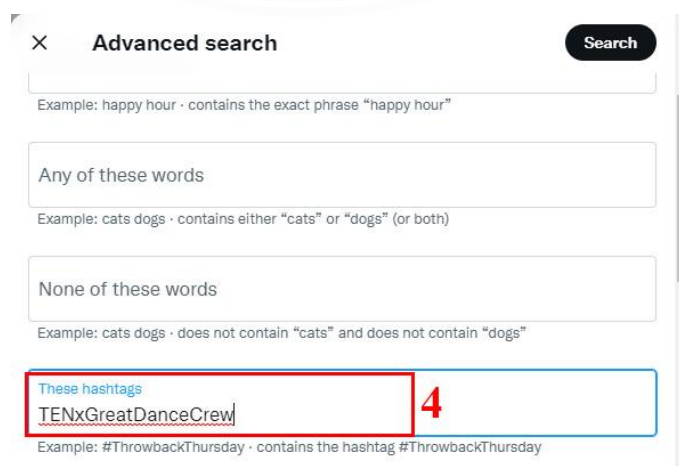 Advanced search
Search
Example: happy hour · contains the exact phrase “happy hour”
Any of these words
Example: cats dogs · contains either “cats” or “dogs” (or both)
None of these words
Example: cats dogs · does not contain “cats” and does not contain “dogs”
These hashtags
TENxGreatDanceCrew
4
Example: #ThrowbackThursday · contains the hashtag #ThrowbackThursday